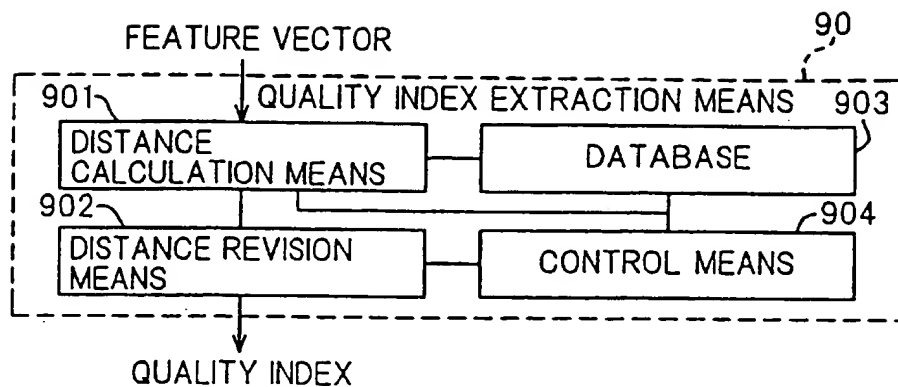 90
FEATURE VECTOR
901
QUALITY INDEX EXTRACTION MEANS
903
DISTANCE
CALCULATION MEANS
DATABASE
902
904
DISTANCE REVISION
MEANS
CONTROL MEANS
QUALITY INDEX